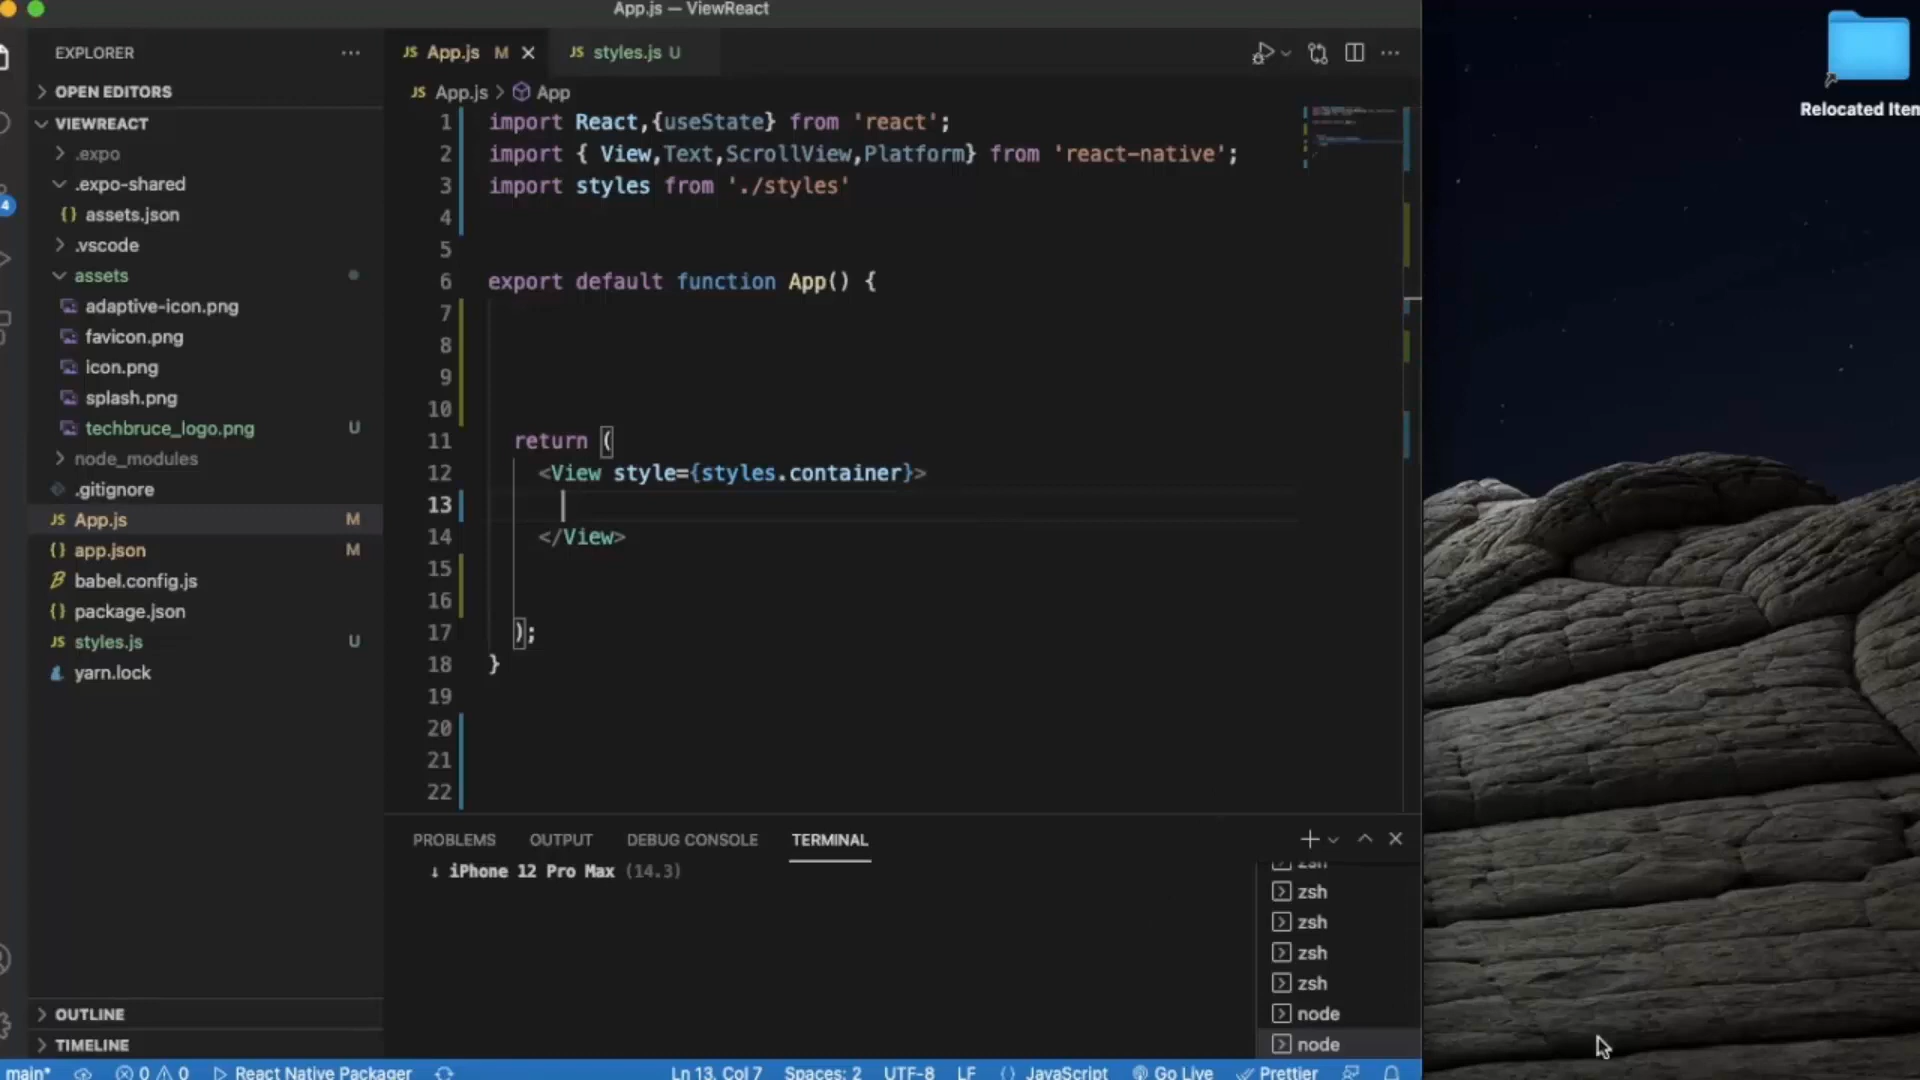 App.js — ViewReact
EXPLORER
OPEN EDITORS
VIEWREACT
.expo
.expo-shared
{} assets.json
.vscode
assets
adaptive-icon.png
favicon.png
icon.png
splash.png
techbruce_logo.png U
node_modules
.gitignore
JS App.js M
{} app.json M
babel.config.js
{} package.json
JS styles.js U
yarn.lock
OUTLINE
TIMELINE
4
JS App.js M
JS styles.js U
JS App.js > App
1 import React,{useState} from 'react';
2 import { View,Text,ScrollView,Platform} from 'react-native';
3 import styles from './styles'
4
5
6 export default function App() {
7
8
9
10
11 return (
12 <View style={styles.container}>
13
14 </View>
15
16
17 );
18 }
19
20
21
22
PROBLEMS OUTPUT DEBUG CONSOLE TERMINAL
↓ iPhone 12 Pro Max (14.3)
zsh
zsh
zsh
zsh
zsh
node
node
main* 0 0 React Native Packager Ln 13, Col 7 Spaces: 2 UTF-8 LF {} JavaScript Go Live Prettier
Relocated Item